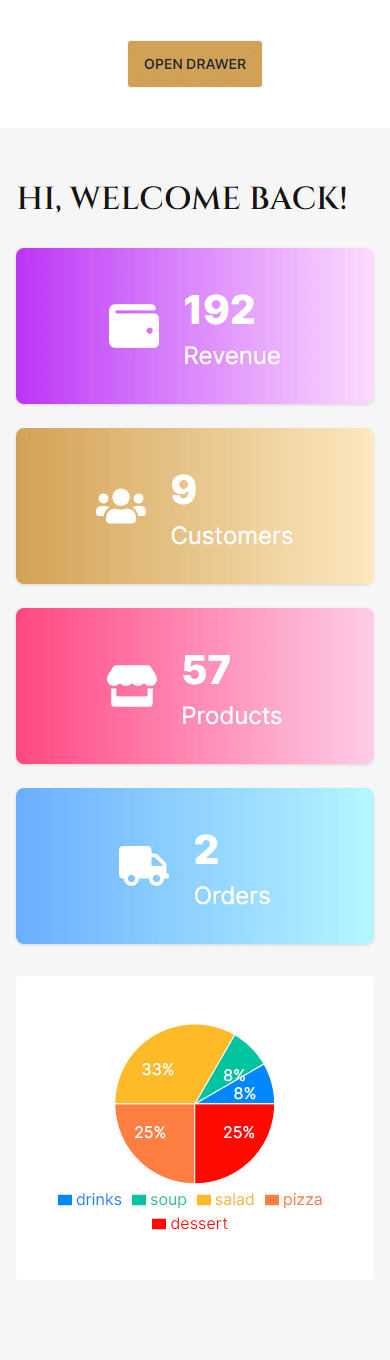 OPEN DRAWER
HI, WELCOME BACK!
192
Revenue
9
Customers
57
Products
2
Orders
33%
8%
8%
25%
25%
drinks soup salad pizza
dessert